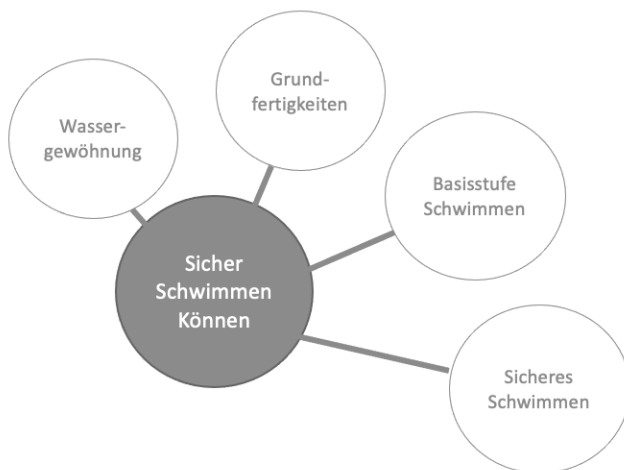 Wasser-
gewöhnung
Grund-
fertigkeiten
Basisstufe
Schwimmen
Sicher
Schwimmen
Können
Sicheres
Schwimmen